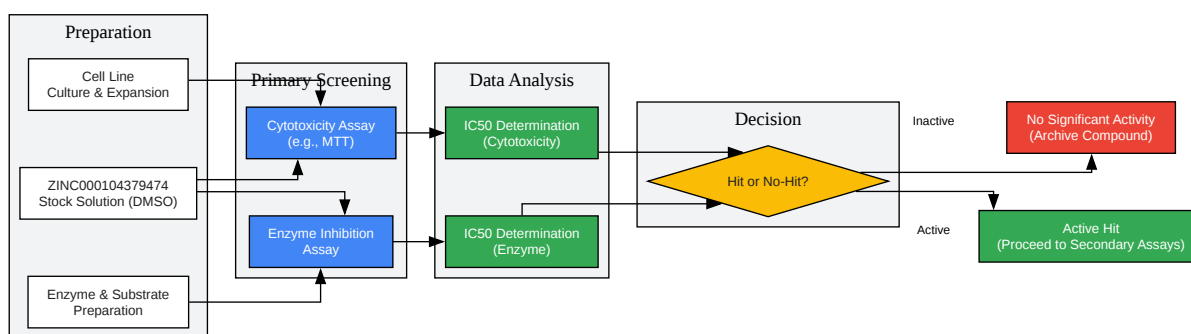 Preparation
Cell Line
Culture & Expansion
ZINC000104379474
Stock Solution (DMSO)
Enzyme & Substrate
Preparation
Primary Screening
Cytotoxicity Assay
(e.g., MTT)
Enzyme Inhibition
Assay
Data Analysis
IC50 Determination
(Cytotoxicity)
IC50 Determination
(Enzyme)
Decision
Hit or No-Hit?
Inactive
Active
No Significant Activity
(Archive Compound)
Active Hit
(Proceed to Secondary Assays)